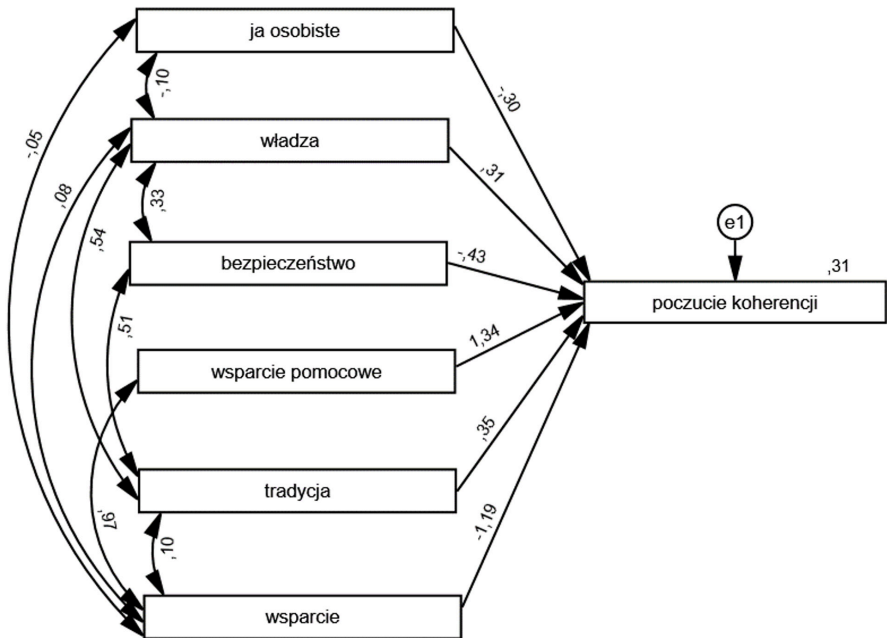 ja osobiste
-,10
-,30
-,05
władza
,31
,08
,33
,54
e1
bezpieczeństwo
-,43
,31
poczucie koherencji
,51
wsparcie pomocowe
1,34
,35
tradycja
,97
,10
-1,19
wsparcie